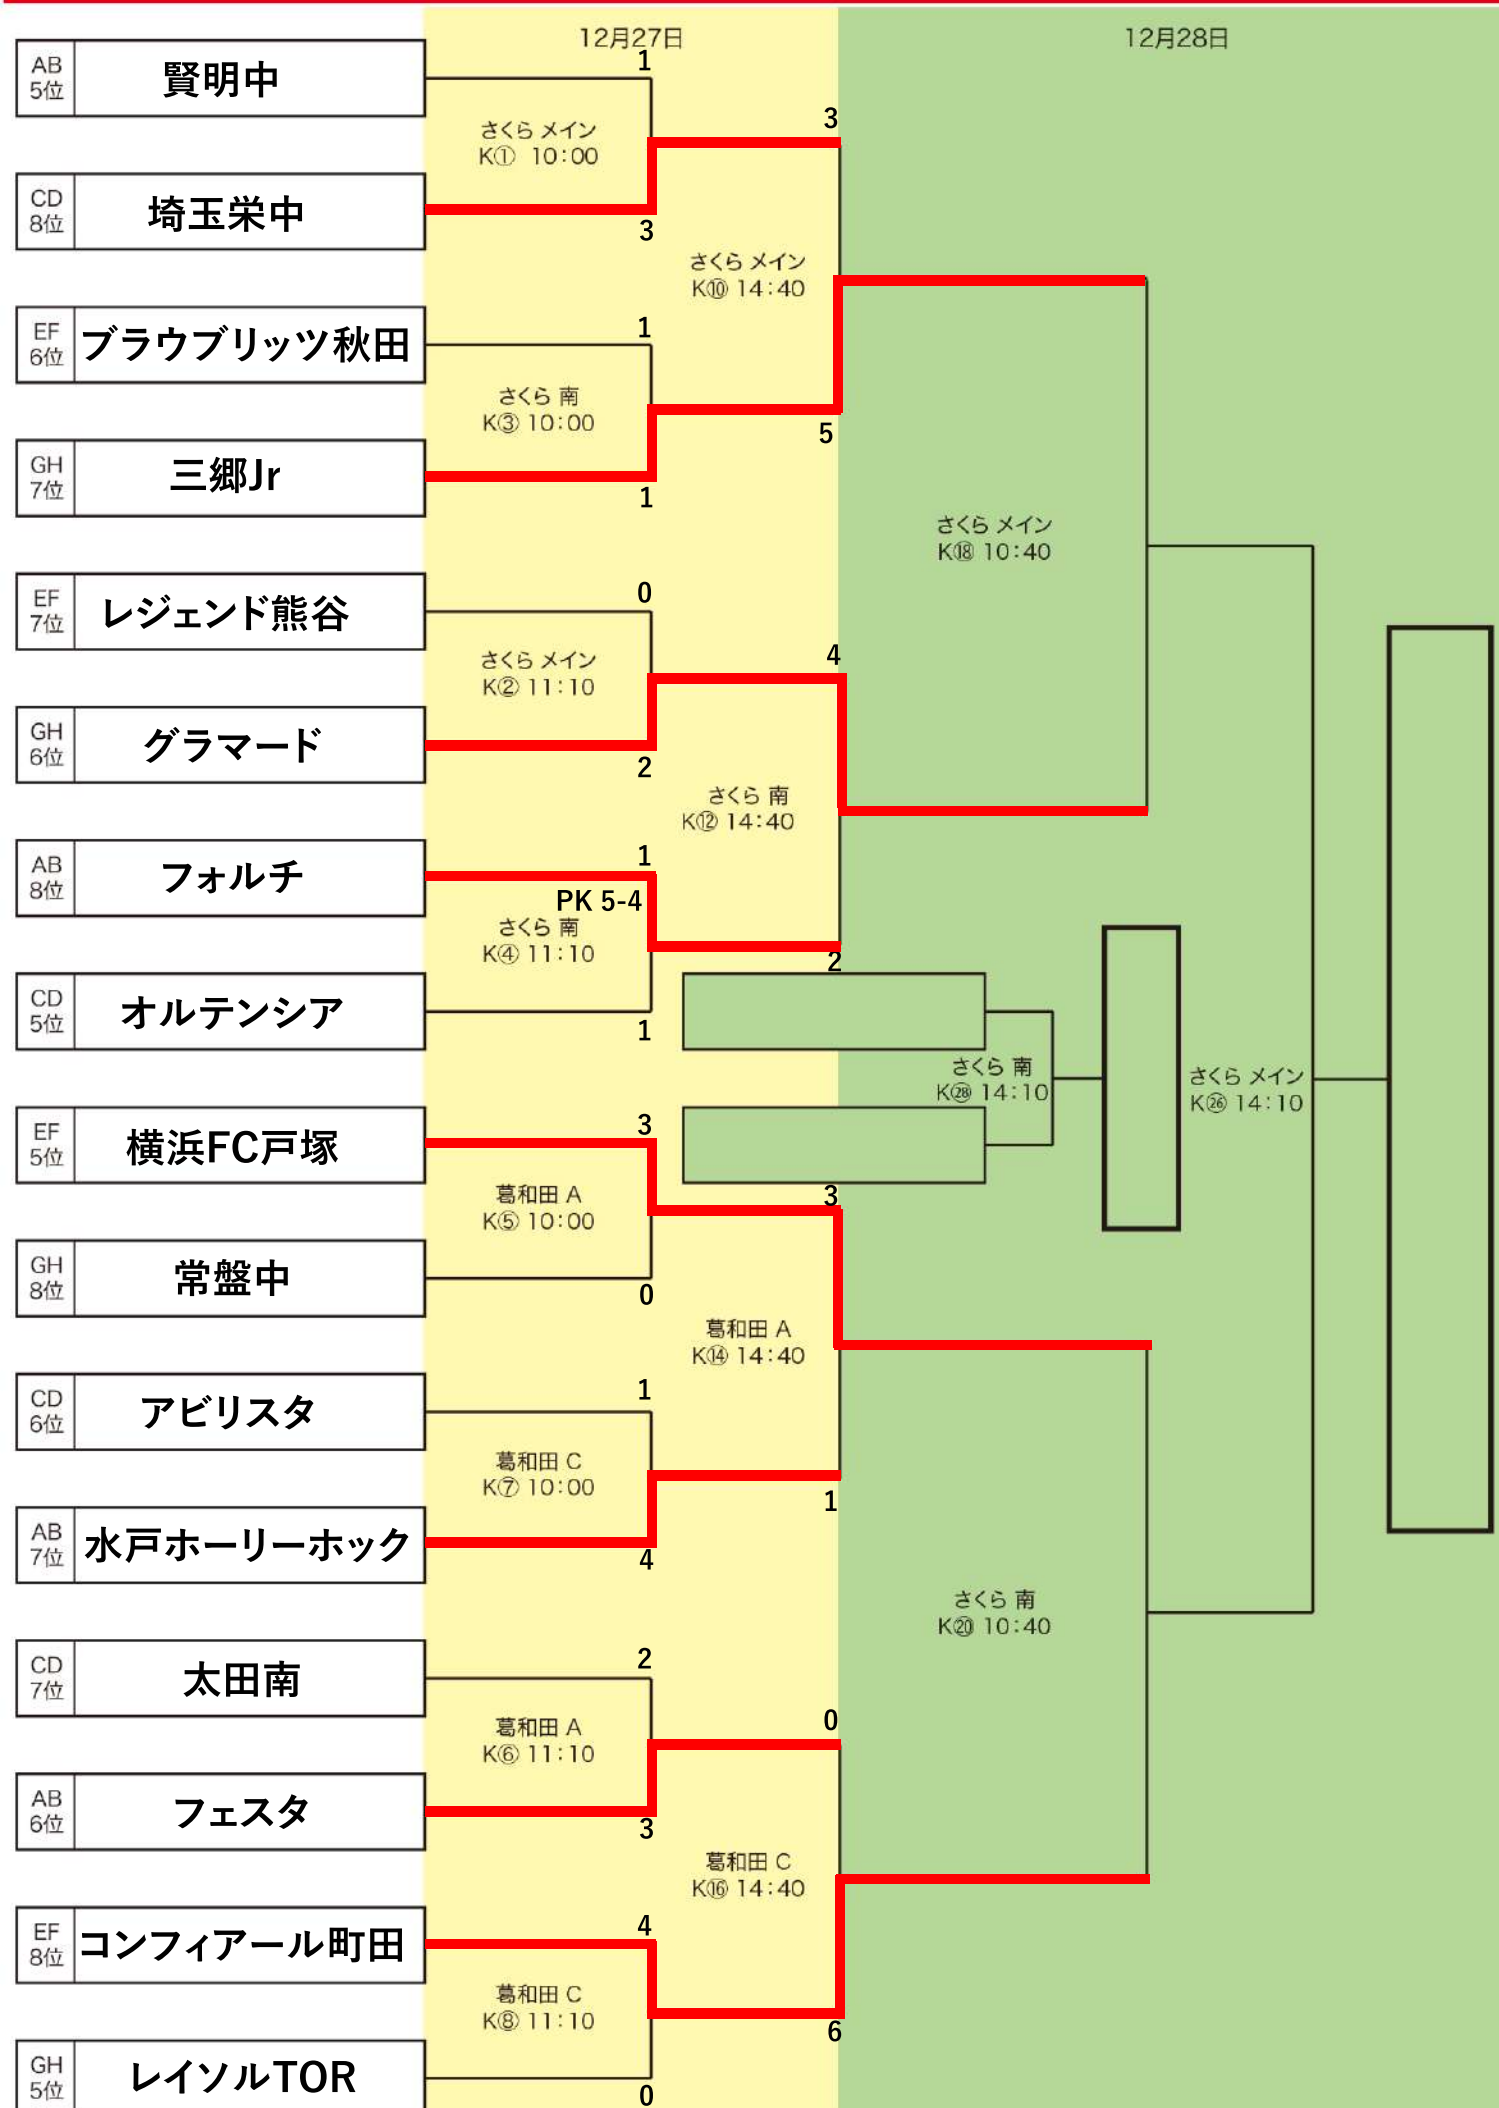 12月27日
12月28日
AB
5位
賢明中
1
さくら メイン
K① 10:00
3
CD
8位
埼玉栄中
3
さくら メイン
K⑩ 14:40
EF
6位
ブラウブリッツ秋田
1
さくら 南
K③ 10:00
5
GH
7位
三郷Jr
1
さくら メイン
K⑱ 10:40
EF
7位
レジェンド熊谷
0
さくら メイン
K② 11:10
4
GH
6位
グラマード
2
さくら 南
K⑫ 14:40
AB
8位
フォルチ
1
PK 5-4
さくら 南
K④ 11:10
2
CD
5位
オルテンシア
1
さくら 南
K㉘ 14:10
さくら メイン
K㉖ 14:10
EF
5位
横浜FC戸塚
3
葛和田 A
K⑤ 10:00
3
GH
8位
常盤中
0
葛和田 A
K⑭ 14:40
CD
6位
アビリスタ
1
葛和田 C
K⑦ 10:00
1
AB
7位
水戸ホーリーホック
4
さくら 南
K⑳ 10:40
CD
7位
太田南
2
葛和田 A
K⑥ 11:10
0
AB
6位
フェスタ
3
葛和田 C
K⑯ 14:40
EF
8位
コンフィアール町田
4
葛和田 C
K⑧ 11:10
6
GH
5位
レイソルTOR
0